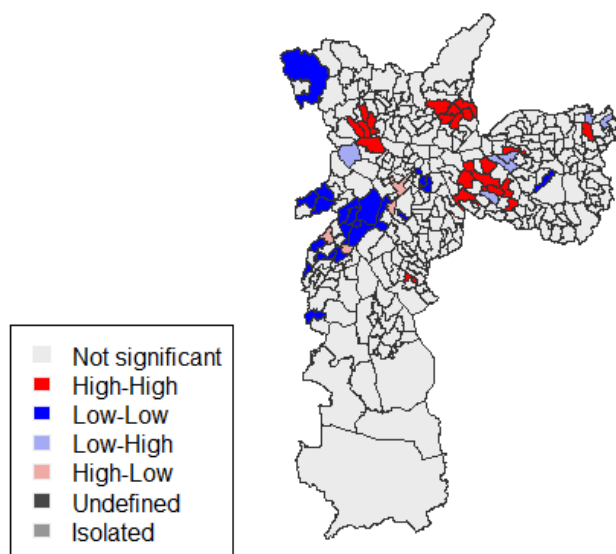 Not significant
High-High
Low-Low
Low-High
High-Low
Undefined
Isolated